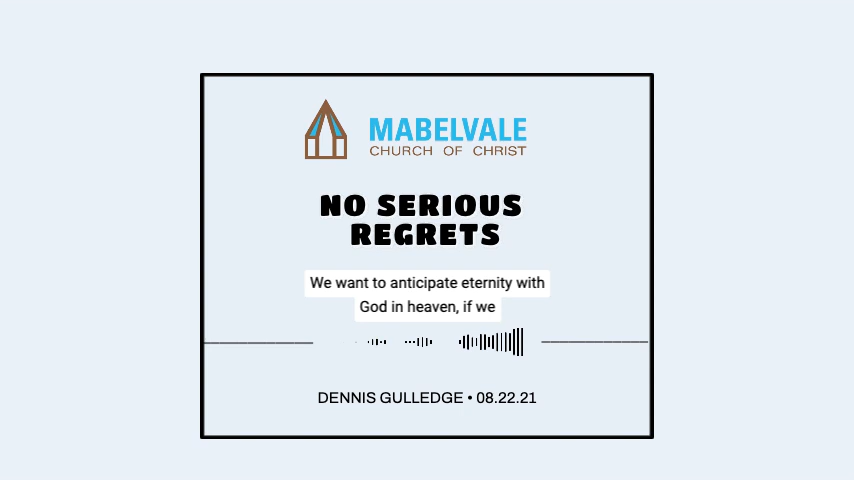 MABELVALE
CHURCH OF CHRIST
NO SERIOUS
REGRETS
We want to anticipate eternity with
God in heaven, if we
DENNIS GULLEDGE • 08.22.21